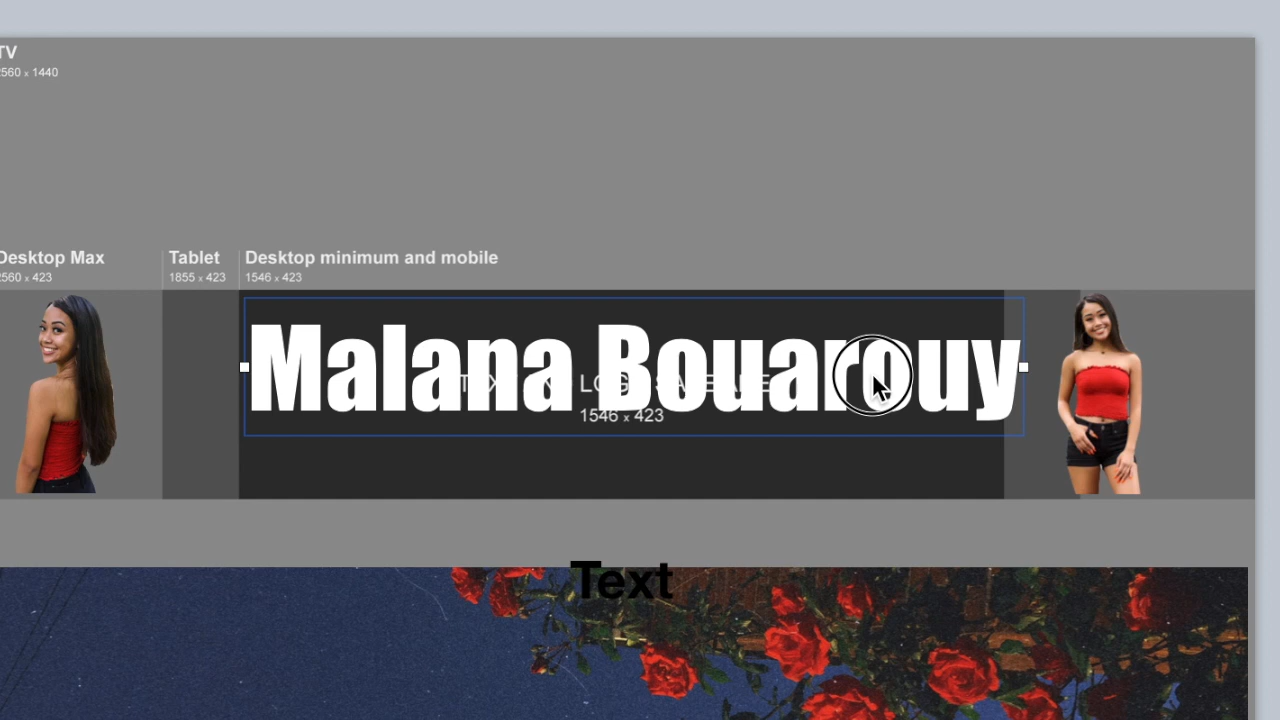 TV
2560 x 1440
Desktop Max
2560 x 423
Tablet
1855 x 423
Desktop minimum and mobile
1546 x 423
Malana Bouarouy
1546 x 423
Text